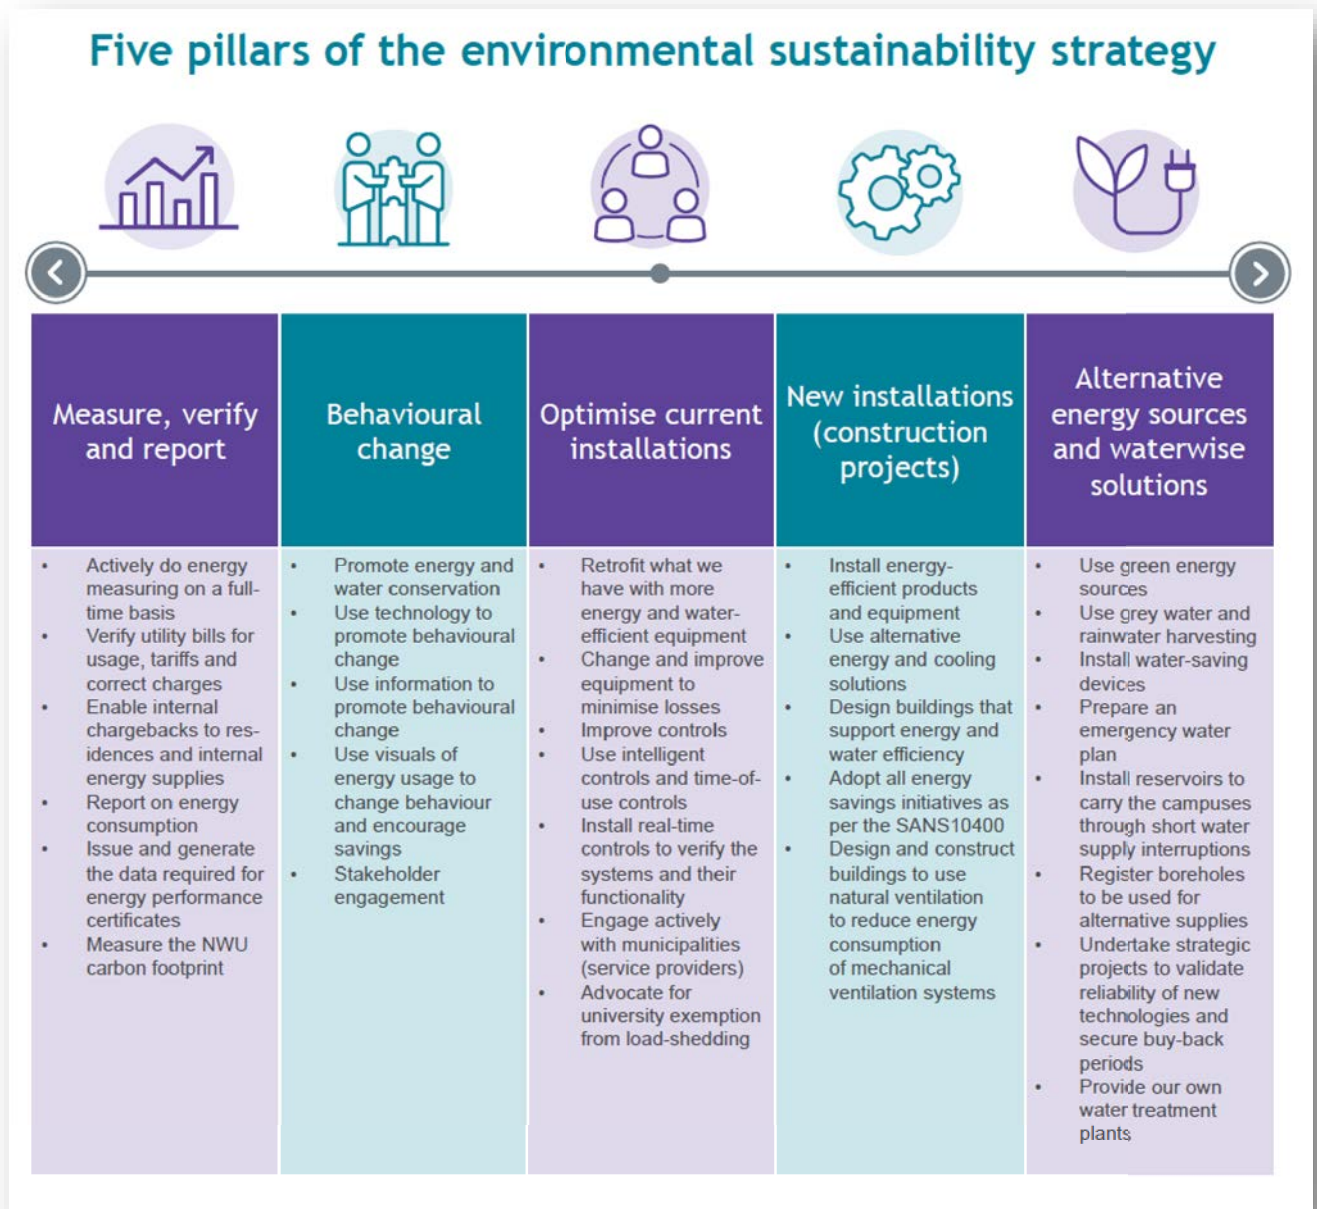 Five pillars of the environmental sustainability strategy
Measure, verify
and report
• Actively do energy
measuring on a full-
time basis
• Verify utility bills for
usage, tariffs and
correct charges
• Enable internal
chargebacks to res-
idences and internal
energy supplies
• Report on energy
consumption
• Issue and generate
the data required for
energy performance
certificates
• Measure the NWU
carbon footprint
Behavioural
change
• Promote energy and
water conservation
• Use technology to
promote behavioural
change
• Use information to
promote behavioural
change
• Use visuals of
energy usage to
change behaviour
and encourage
savings
• Stakeholder
engagement
Optimise current
installations
• Retrofit what we
have with more
energy and water-
efficient equipment
• Change and improve
equipment to
minimise losses
• Improve controls
• Use intelligent
controls and time-of-
use controls
• Install real-time
controls to verify the
systems and their
functionality
• Engage actively
with municipalities
(service providers)
• Advocate for
university exemption
from load-shedding
New installations
(construction
projects)
• Install energy-
efficient products
and equipment
• Use alternative
energy and cooling
solutions
• Design buildings that
support energy and
water efficiency
• Adopt all energy
savings initiatives as
per the SANS10400
• Design and construct
buildings to use
natural ventilation
to reduce energy
consumption
of mechanical
ventilation systems
Alternative
energy sources
and waterwise
solutions
• Use green energy
sources
• Use grey water and
rainwater harvesting
• Install water-saving
devices
• Prepare an
emergency water
plan
• Install reservoirs to
carry the campuses
through short water
supply interruptions
• Register boreholes
to be used for
alternative supplies
• Undertake strategic
projects to validate
reliability of new
technologies and
secure buy-back
periods
• Provide our own
water treatment
plants